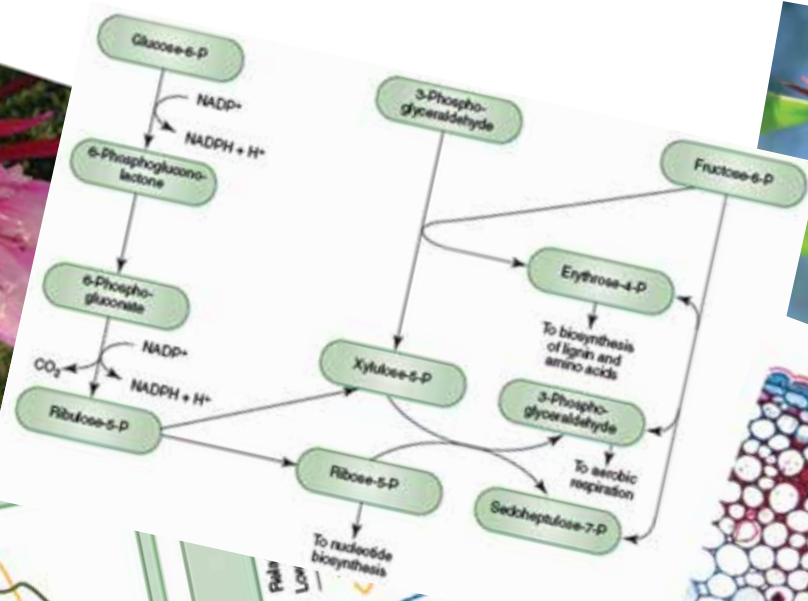 Glucose-6-P
NADP+
NADPH + H+
6-Phosphoglucono-
lactone
6-Phospho-
gluconate
NADP+
CO2
NADPH + H+
Ribulose-5-P
3-Phospho-
glyceraldehyde
Fructose-6-P
Erythrose-4-P
To biosynthesis
of lignin and
amino acids
Xylulose-5-P
3-Phospho-
glyceraldehyde
To aerobic
respiration
Ribose-5-P
Sedoheptulose-7-P
To nucleotide
biosynthesis